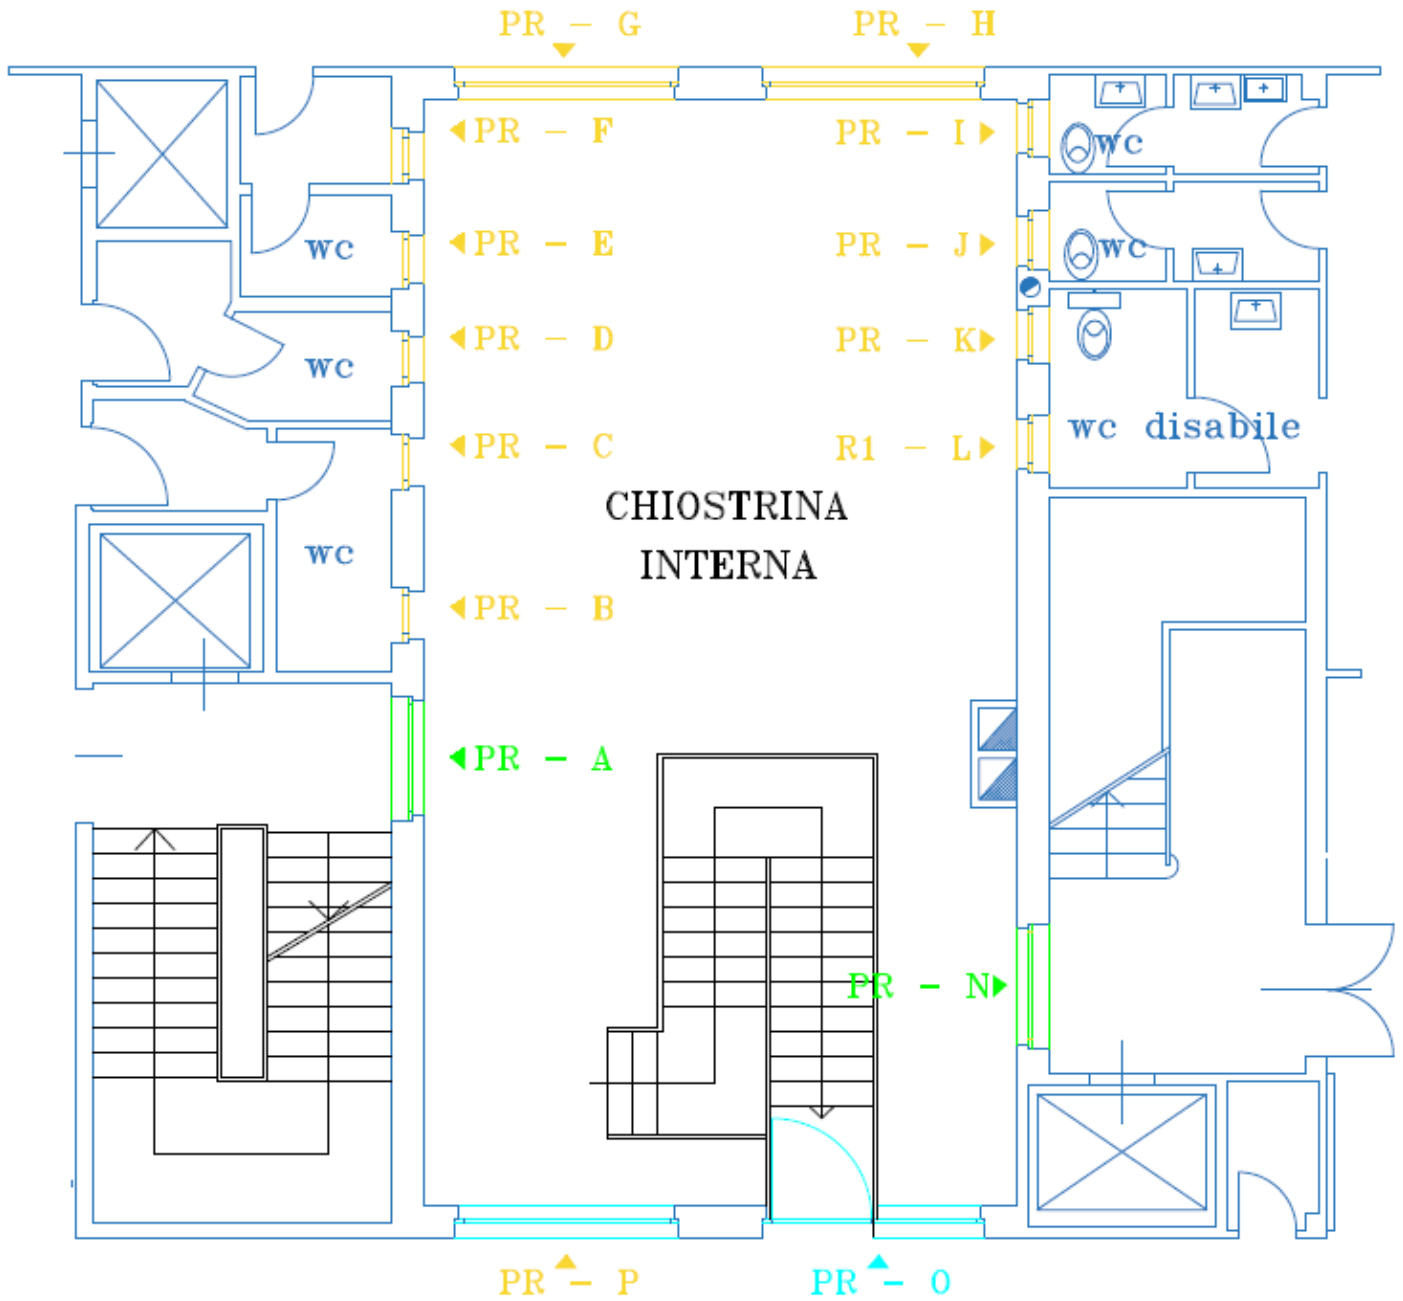 PR - G PR - H
PR - F PR - I wc
PR - E PR - J wc
wc
PR - D PR - K
wc
PR - C R1 - L wc disabile
CHIOSTRINA
INTERNA
wc
PR - B
PR - A
PR - N
PR - P PR - O